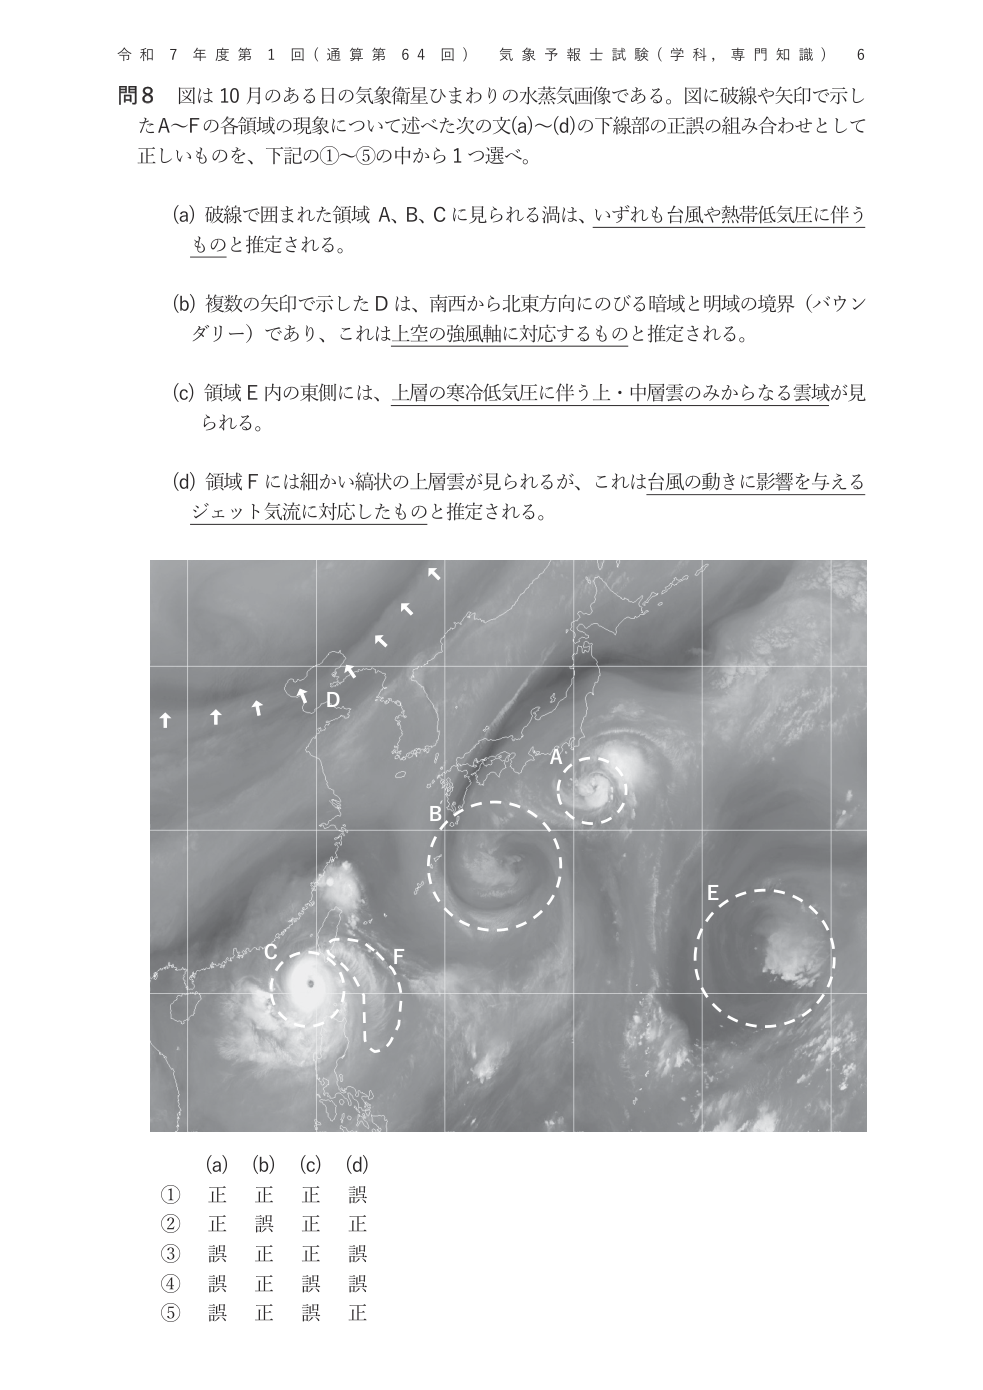 令和 7 年度第 1 回(通算第 64 回) 気象予報士試験(学科, 専門知識) 6
問8 図は 10 月のある日の気象衛星ひまわりの水蒸気画像である。図に破線や矢印で示し
たA～Fの各領域の現象について述べた次の文(a)～(d)の下線部の正誤の組み合わせとして
正しいものを、下記の①～⑤の中から 1 つ選べ。
(a) 破線で囲まれた領域 A、B、C に見られる渦は、いずれも台風や熱帯低気圧に伴う
ものと推定される。
(b) 複数の矢印で示した D は、南西から北東方向にのびる暗域と明域の境界（バウン
ダリー）であり、これは上空の強風軸に対応するものと推定される。
(c) 領域 E 内の東側には、上層の寒冷低気圧に伴う上・中層雲のみからなる雲域が見
られる。
(d) 領域 F には細かい縞状の上層雲が見られるが、これは台風の動きに影響を与える
ジェット気流に対応したものと推定される。
D
A
B
E
C
F
(a) (b) (c) (d)
① 正 正 正 誤
② 正 誤 正 正
③ 誤 正 正 誤
④ 誤 正 誤 誤
⑤ 誤 正 誤 正